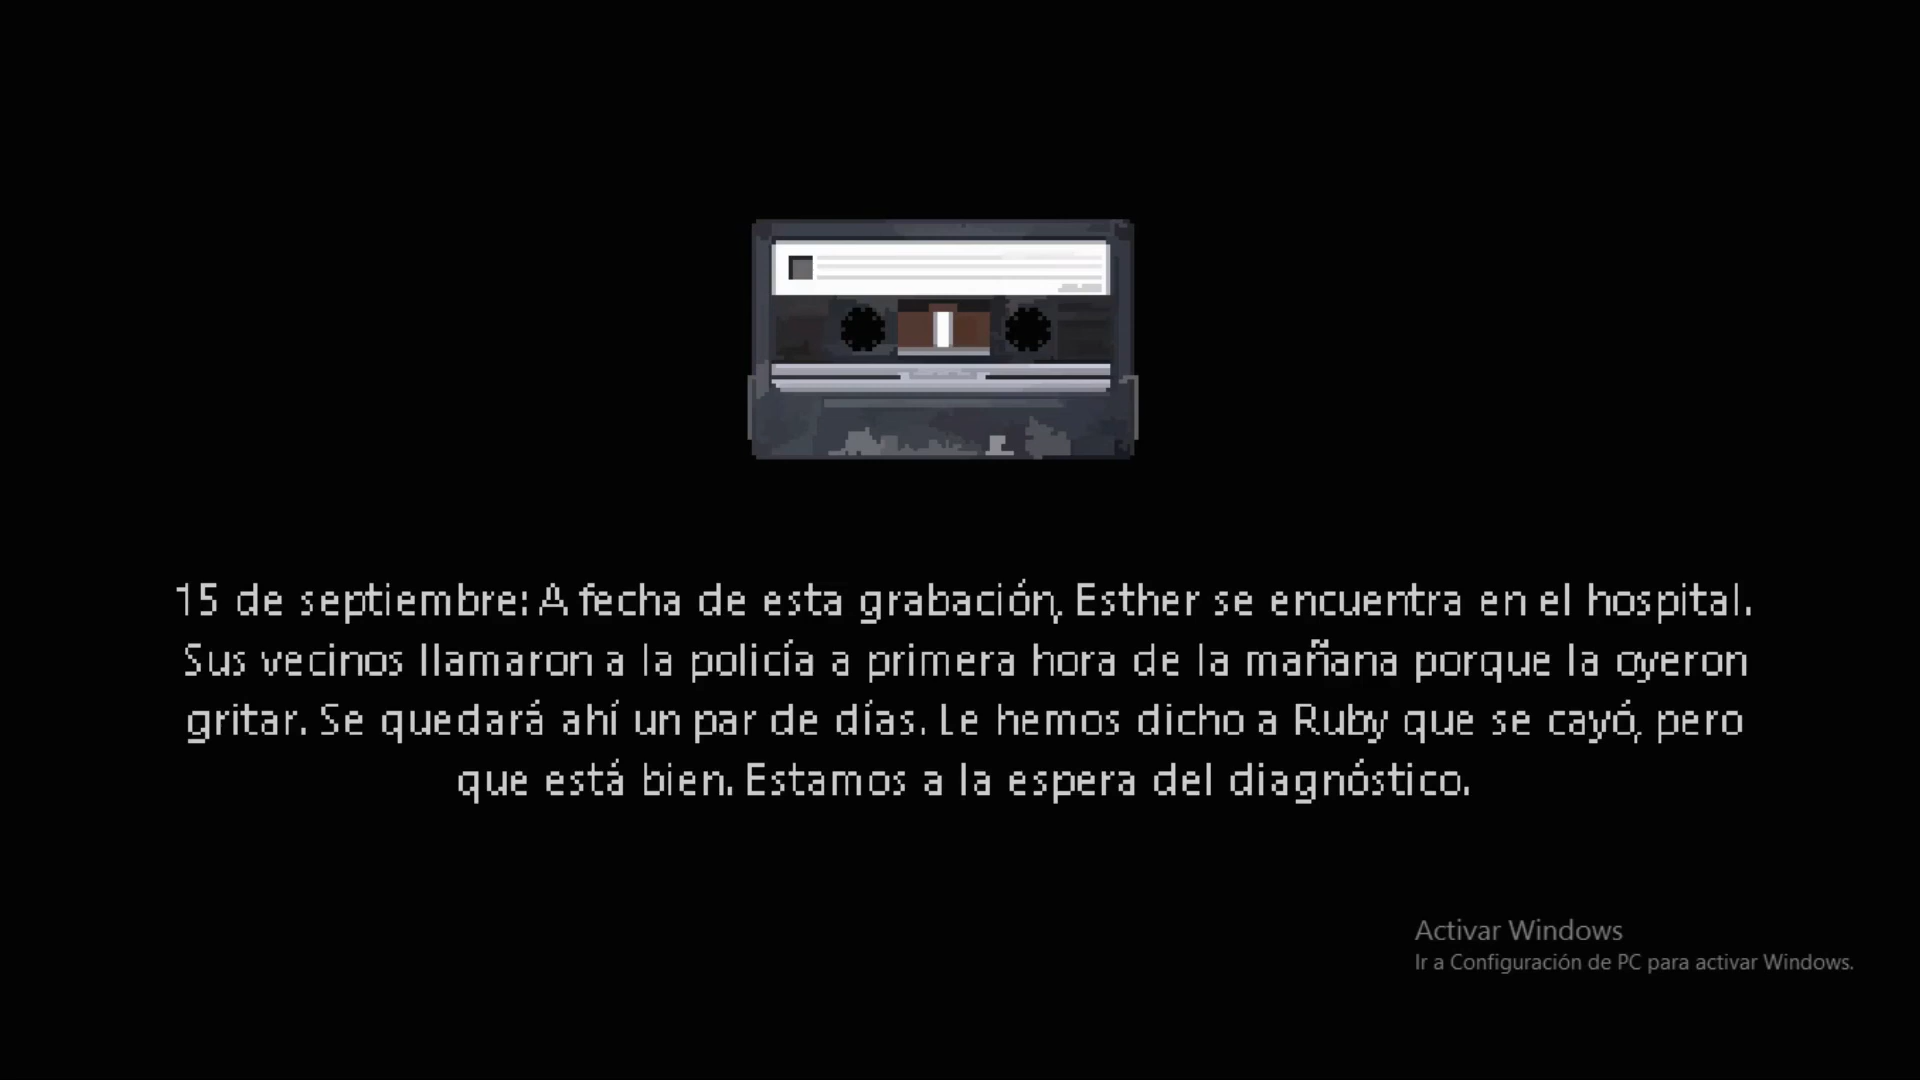 15 de septiembre: A fecha de esta grabación, Esther se encuentra en el hospital.
Sus vecinos llamaron a la policía a primera hora de la mañana porque la oyeron
gritar. Se quedará ahí un par de días. Le hemos dicho a Ruby que se cayó, pero
que está bien. Estamos a la espera del diagnóstico.
Activar Windows
Ir a Configuración de PC para activar Windows.